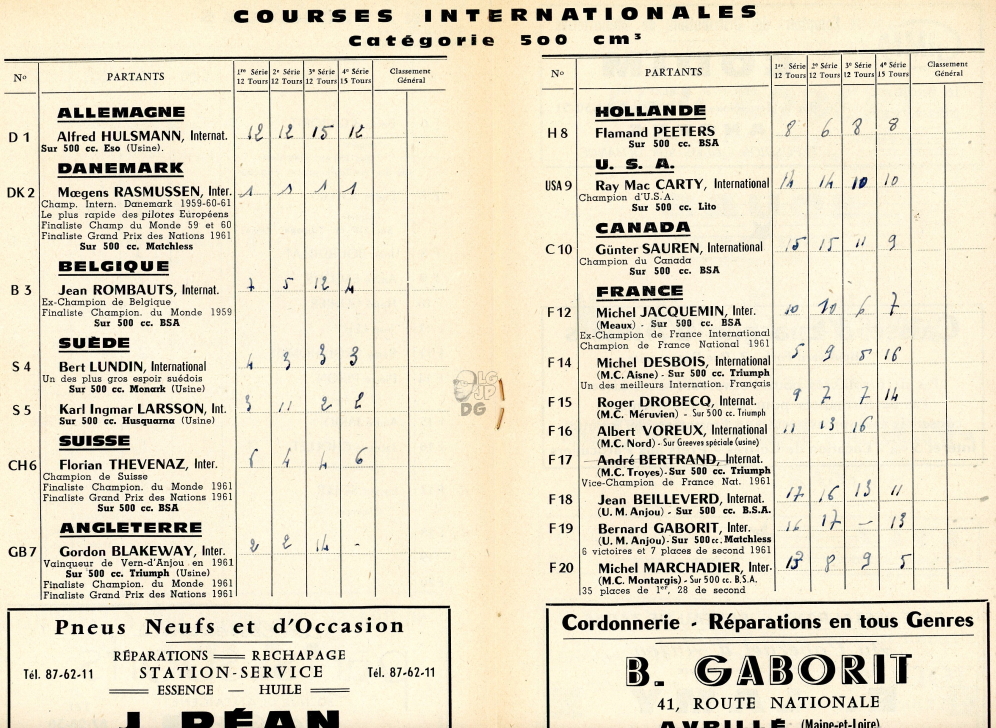 COURSES INTERNATIONALES
Catégorie 500 cm³
No PARTANTS 1re Série 12 Tours 2e Série 12 Tours 3e Série 12 Tours 4e Série 15 Tours Classement Général
ALLEMAGNE
D 1 Alfred HULSMANN, Internat. 12 12 15 12
Sur 500 cc. Eso (Usine).
DANEMARK
DK 2 Mœgens RASMUSSEN, Inter. 1 1 1 1
Champ. Intern. Danemark 1959-60-61
Le plus rapide des pilotes Européens
Finaliste Champ du Monde 59 et 60
Finaliste Grand Prix des Nations 1961
Sur 500 cc. Matchless
BELGIQUE
B 3 Jean ROMBAUTS, Internat. 7 5 12 4
Ex-Champion de Belgique
Finaliste Champion. du Monde 1959
Sur 500 cc. BSA
SUÈDE
S 4 Bert LUNDIN, International 4 3 3 3
Un des plus gros espoir suédois
Sur 500 cc. Monark (Usine)
S 5 Karl Ingmar LARSSON, Int. 3 11 2 2
Sur 500 cc. Husquarna (Usine)
SUISSE
CH 6 Florian THEVENAZ, Inter. 4 4 6
Champion de Suisse
Finaliste Champion. du Monde 1961
Finaliste Grand Prix des Nations 1961
Sur 500 cc. BSA
ANGLETERRE
GB 7 Gordon BLAKEWAY, Inter. 2 2 14 -
Vainqueur de Vern-d'Anjou en 1961
Sur 500 cc. Triumph (Usine)
Finaliste Champion. du Monde 1961
Finaliste Grand Prix des Nations 1961
Pneus Neufs et d'Occasion
RÉPARATIONS RECHAPAGE
Tél. 87-62-11 STATION-SERVICE Tél. 87-62-11
ESSENCE — HUILE
J. PÉAN
LG
JP
DG
No PARTANTS 1re Série 12 Tours 2e Série 12 Tours 3e Série 12 Tours 4e Série 15 Tours Classement Général
HOLLANDE
H 8 Flamand PEETERS 8 6 8 8
Sur 500 cc. BSA
U. S. A.
USA 9 Ray Mac CARTY, International 14 14 10 10
Champion d'U.S.A.
Sur 500 cc. Lito
CANADA
C 10 Günter SAUREN, International 15 15 11 9
Champion du Canada
Sur 500 cc. BSA
FRANCE
F 12 Michel JACQUEMIN, Inter. 10 10 6 7
(Meaux) - Sur 500 cc. BSA
Ex-Champion de France International
Champion de France National 1961
F 14 Michel DESBOIS, International 5 9 5 16
(M.C. Aisne) - Sur 500 cc. Triumph
Un des meilleurs Internation. Français
F 15 Roger DROBECQ, Internat. 9 7 7 14
(M.C. Méruvien) - Sur 500 cc. Triumph
F 16 Albert VOREUX, International 11 13 16
(M.C. Nord) - Sur Greeves spéciale (usine)
F 17 André BERTRAND, Internat.
(M.C. Troyes) - Sur 500 cc. Triumph
Vice-Champion de France Nat. 1961
F 18 Jean BEILLEVERD, Internat. 17 16 13 11
(U. M. Anjou) - Sur 500 cc. B.S.A.
F 19 Bernard GABORIT, Inter. 16 17 - 13
(U. M. Anjou) - Sur 500 cc. Matchless
6 victoires et 7 places de second 1961
F 20 Michel MARCHADIER, Inter. 13 8 9 5
(M.C. Montargis) - Sur 500 cc. B.S.A.
35 places de 1er, 28 de second
Cordonnerie - Réparations en tous Genres
B. GABORIT
41, ROUTE NATIONALE
AVRILLÉ (Maine-et-Loire)